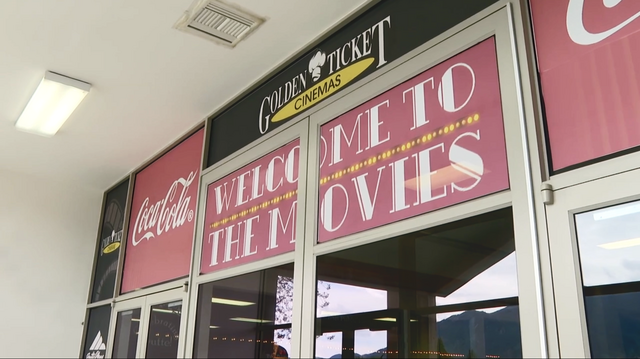 GOLDEN TICKET
CINEMAS
WELCOME TO
THE MOVIES
Coca-Cola®